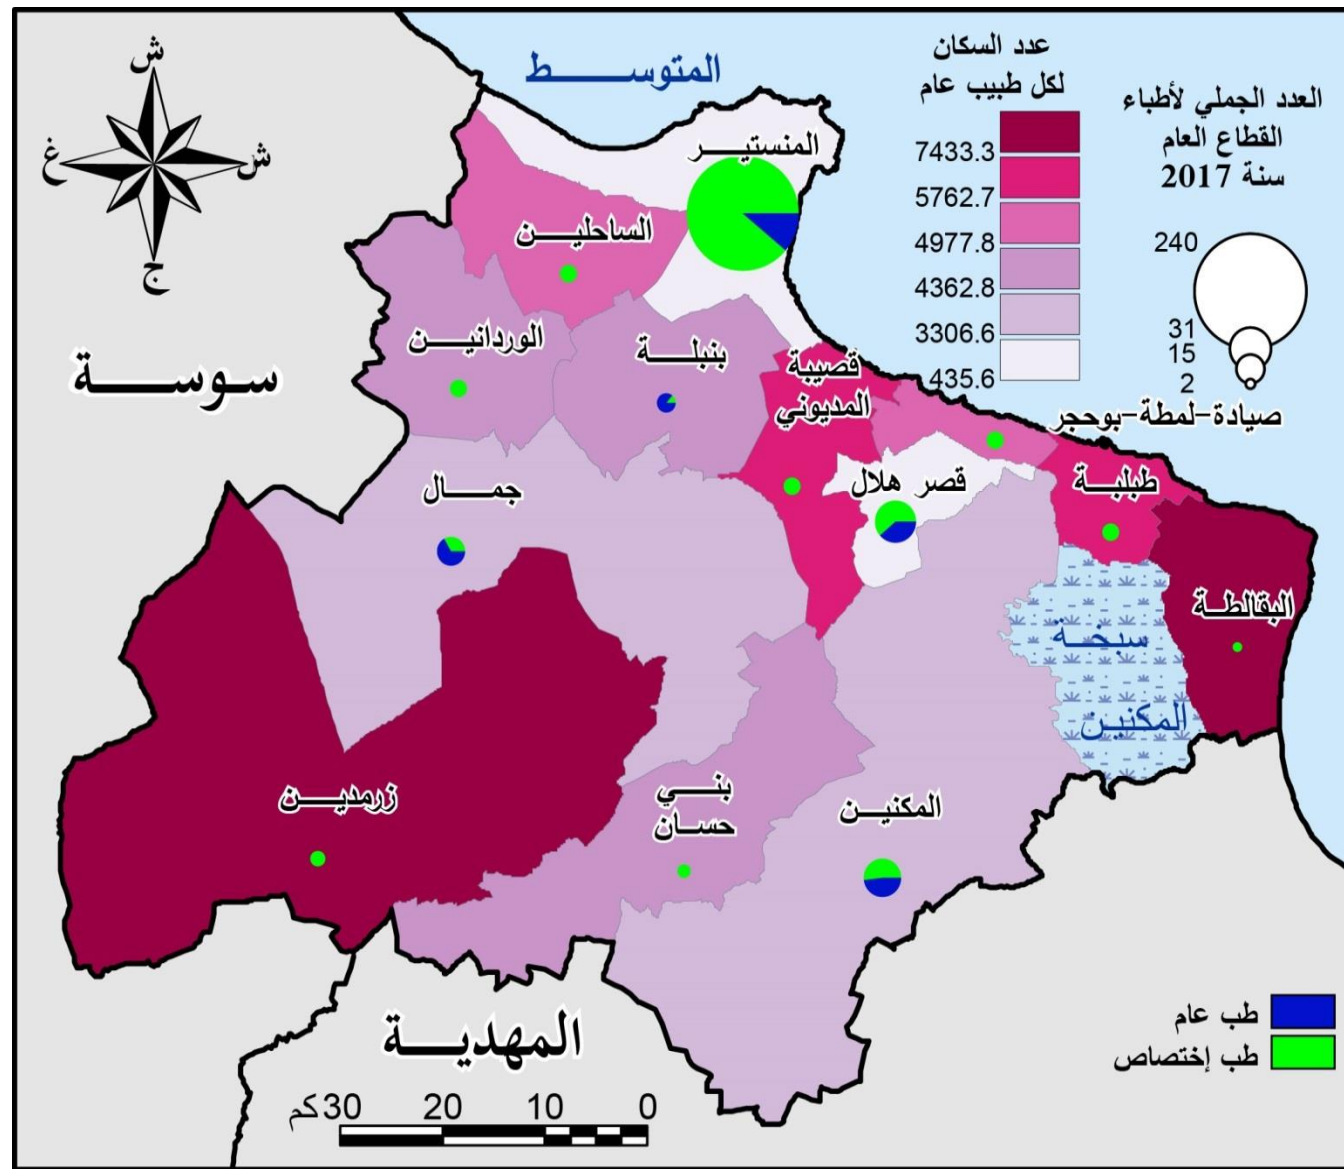 ش
غ
ش
ج
المتوسط
عدد السكان
لكل طبيب عام
7433.3
5762.7
4977.8
4362.8
3306.6
435.6
العدد الجملي لأطباء
القطاع العام
سنة 2017
240
31
15
2
المنستير
الساحلين
الوردانين
بنبلة
قصيبة
المديوني
صيادة-لمطة-بوحجر
قصر هلال
طبلبة
البقالطة
سبخة
المكنين
جمال
زرمدين
بني
حسان
المكنين
سوسة
المهدية
طب عام
طب إختصاص
كم 30 20 10 0